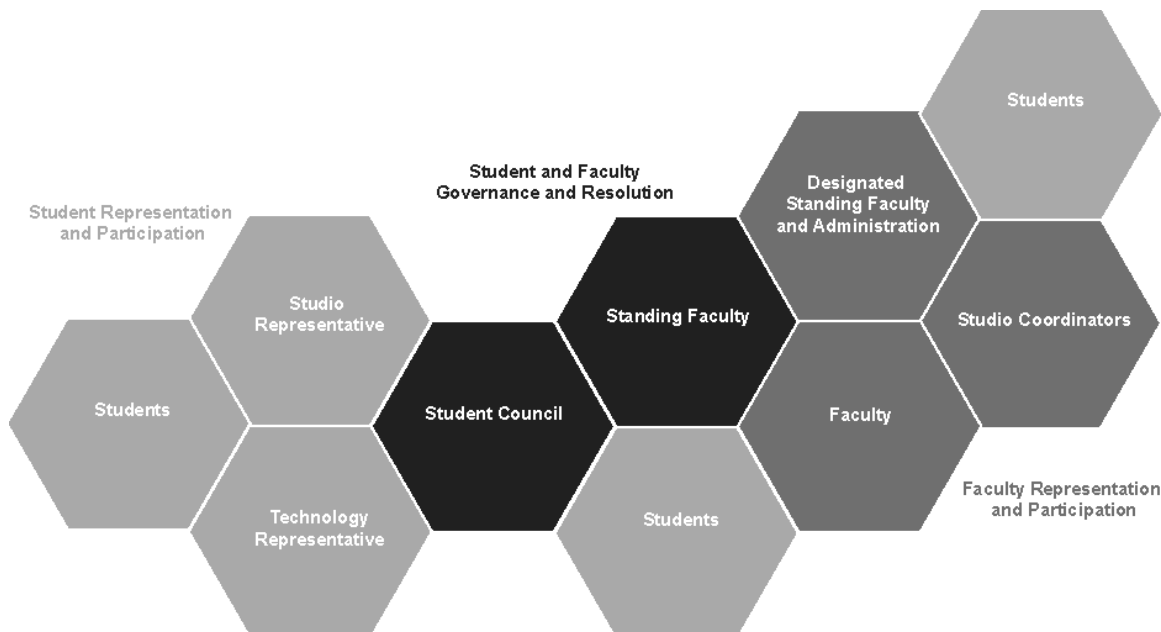 Students
Student and Faculty
Governance and Resolution
Designated
Standing Faculty
and Administration
Student Representation
and Participation
Studio
Representative
Standing Faculty
Studio Coordinators
Students
Student Council
Faculty
Faculty Representation
and Participation
Technology
Representative
Students